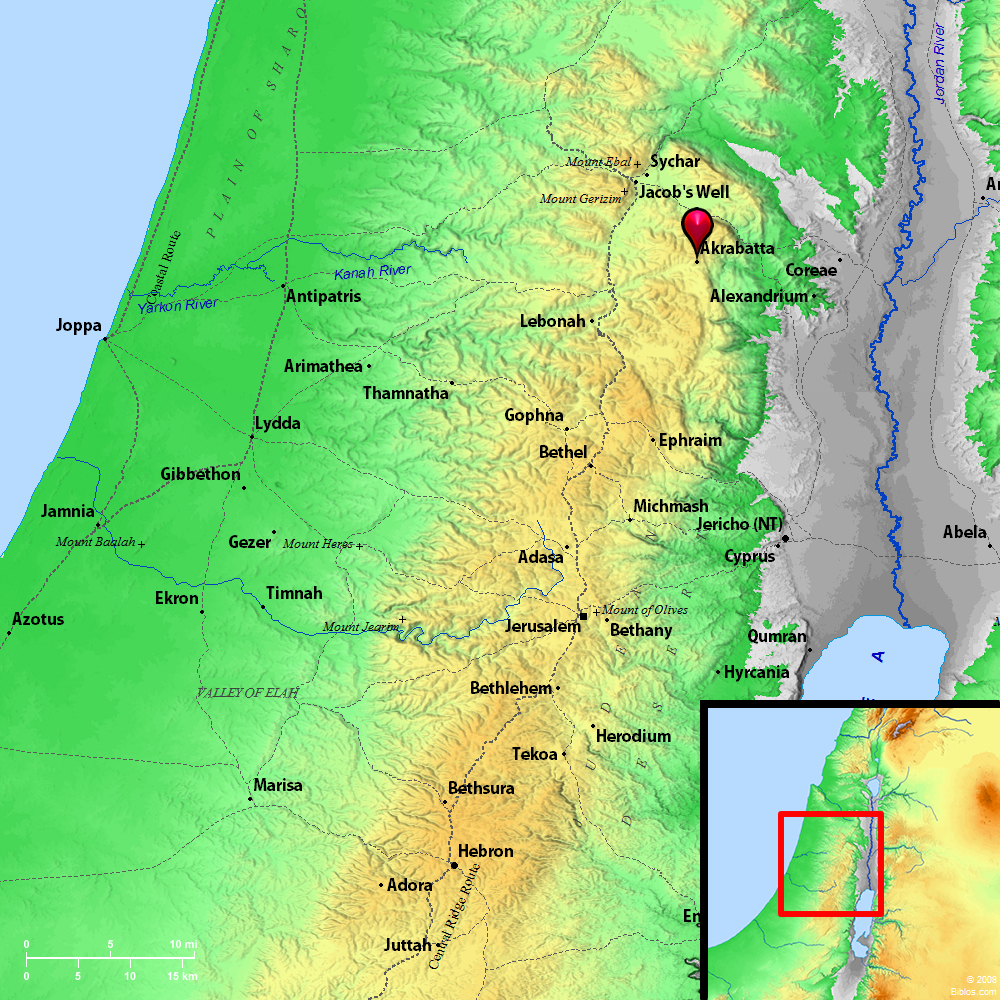 PLAIN OF SHARO
Jordan River
Mount Ebal
Sychar
Jacob's Well
Mount Gerizim
Akrabatta
Coastal Route
Kanah River
Coreae
Antipatris
Alexandrium
Yarkon River
Joppa
Lebonah
Arimathea
Thamnatha
Gophna
Lydda
Ephraim
Bethel
Gibbethon
Michmash
Jamnia
Jericho (NT)
Abela
Mount Baalah
Gezer
Mount Heres
Adasa
Cyprus
Timnah
Ekron
Mount of Olives
Azotus
Mount Jearim
Jerusalem
Bethany
Qumran
A
Hyrcania
VALLEY OF ELAH
Bethlehem
Herodium
Tekoa
Marisa
Bethsura
Hebron
Adora
Central Ridge Route
En
Juttah
0 5 10 mi
0 5 10 15 km
Biblos.com